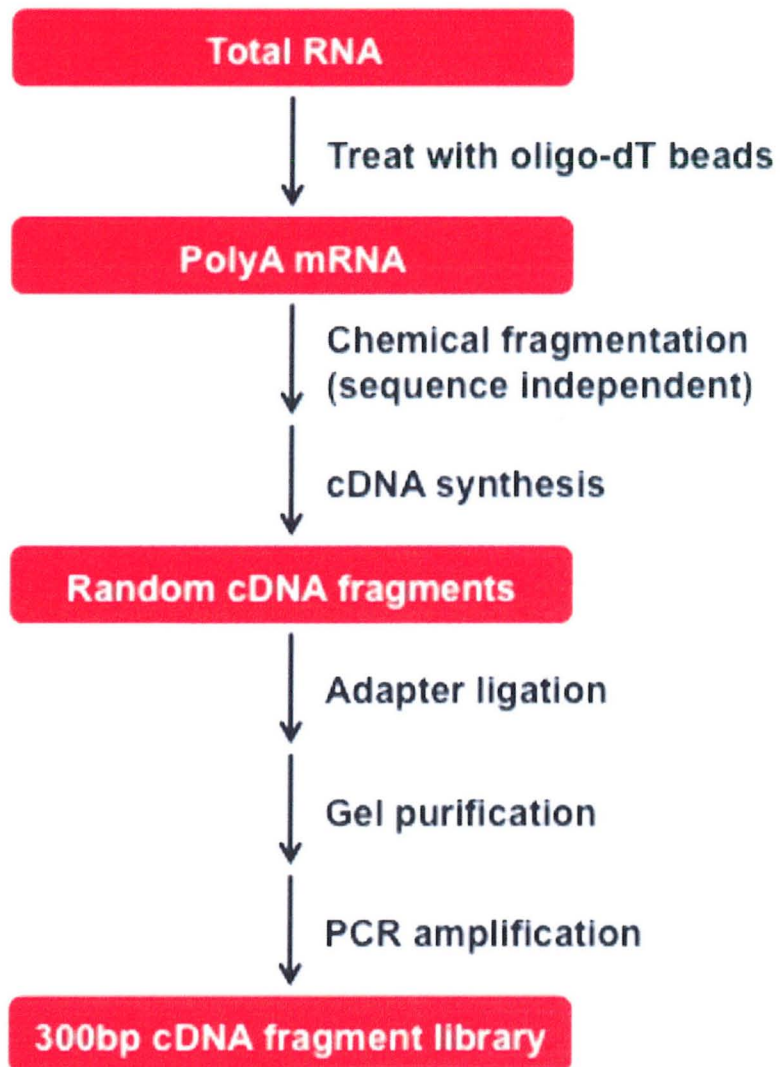 Total RNA
Treat with oligo-dT beads
PolyA mRNA
Chemical fragmentation
(sequence independent)
cDNA synthesis
Random cDNA fragments
Adapter ligation
Gel purification
PCR amplification
300bp cDNA fragment library